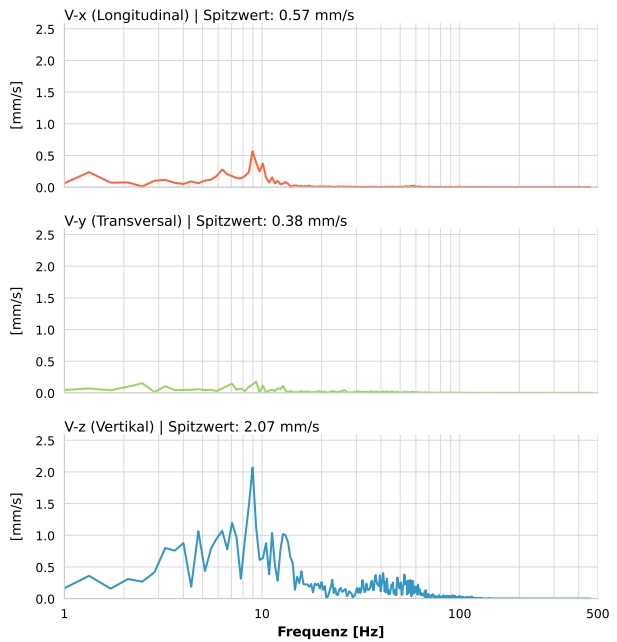 V-x (Longitudinal) | Spitzwert: 0.57 mm/s
2.5
2.0
1.5
1.0
0.5
0.0
[mm/s]
V-y (Transversal) | Spitzwert: 0.38 mm/s
2.5
2.0
1.5
1.0
0.5
0.0
[mm/s]
V-z (Vertikal) | Spitzwert: 2.07 mm/s
2.5
2.0
1.5
1.0
0.5
0.0
[mm/s]
1 10 100 500
Frequenz [Hz]